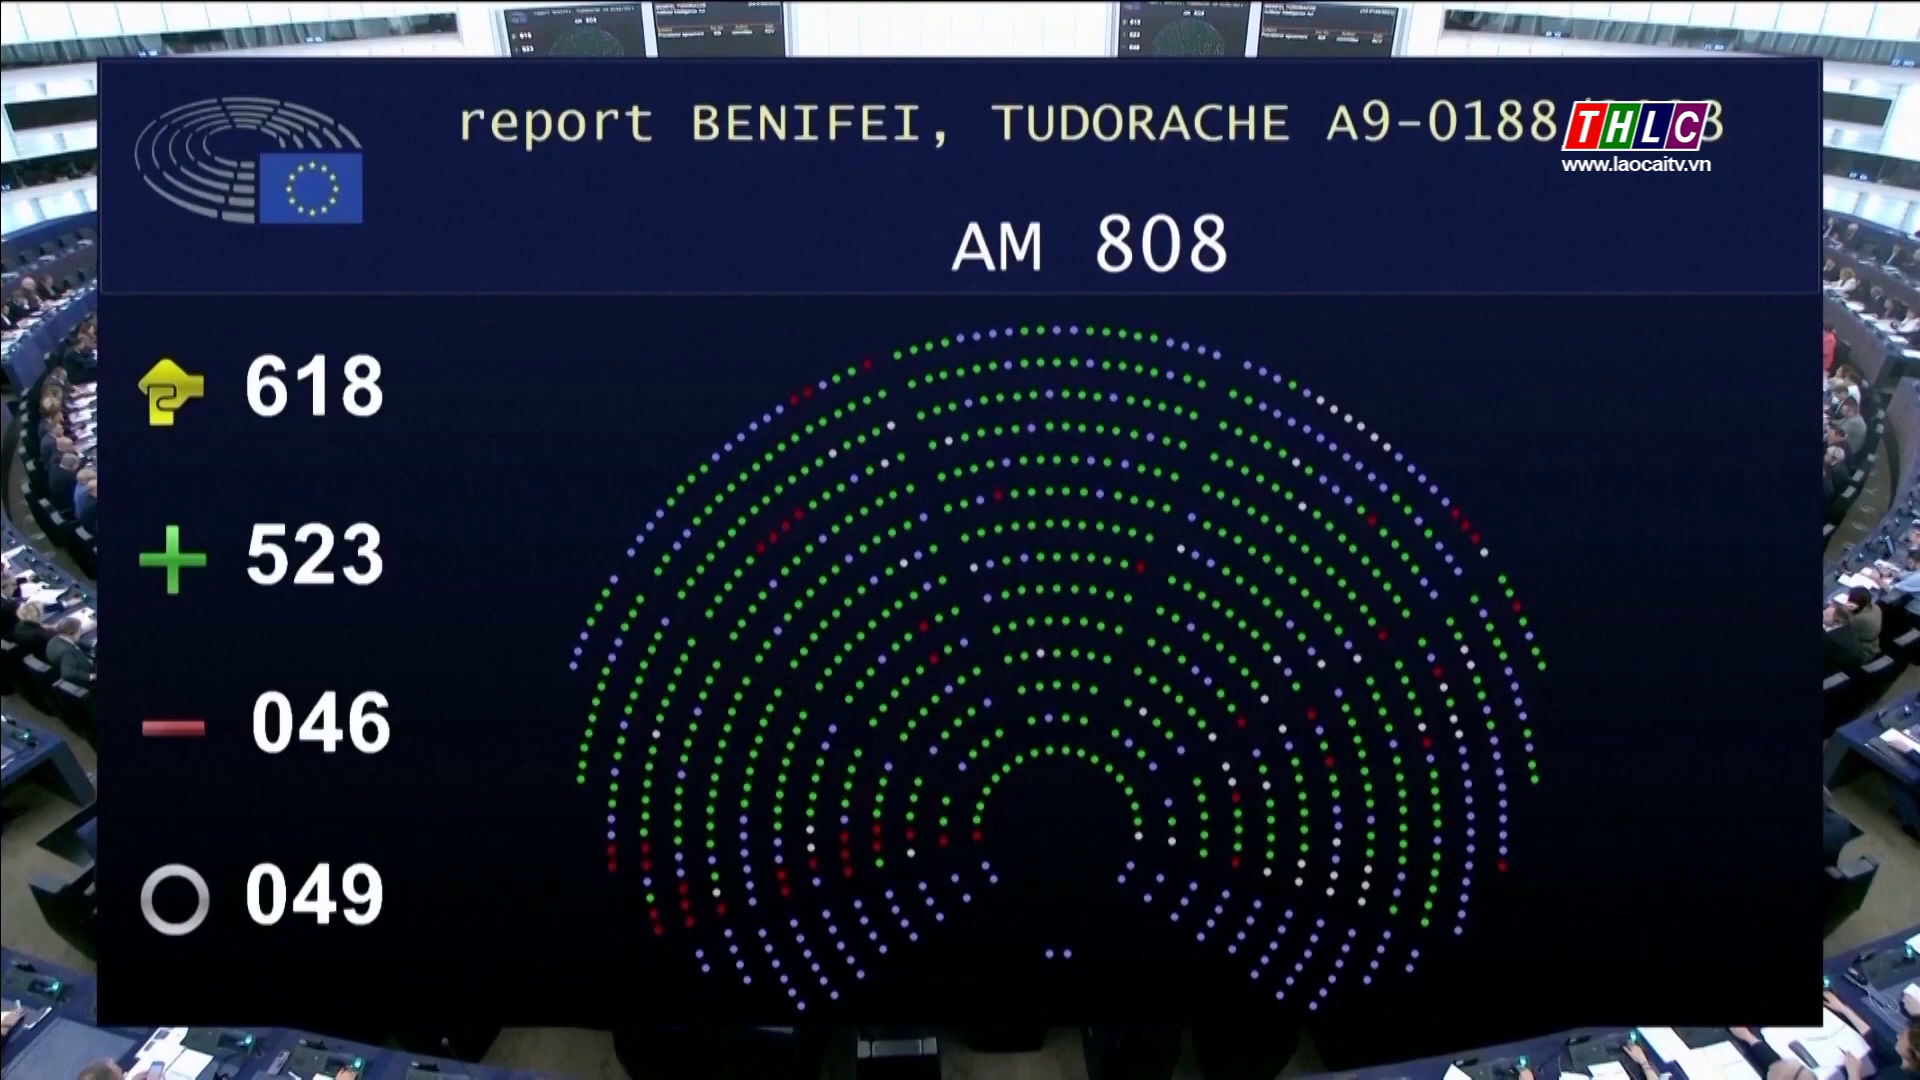 report BENIFEI, TUDORACHE A9-0188
THLC
www.laocaitv.vn
AM 808
618
523
046
049